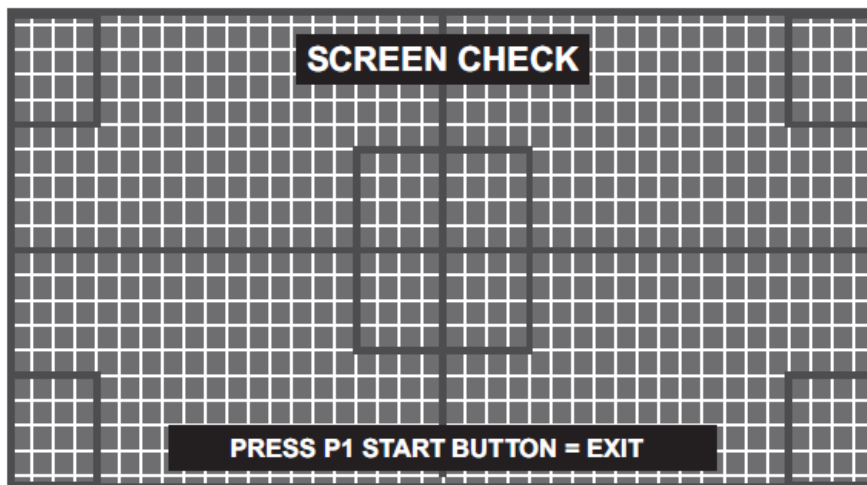 SCREEN CHECK
PRESS P1 START BUTTON = EXIT